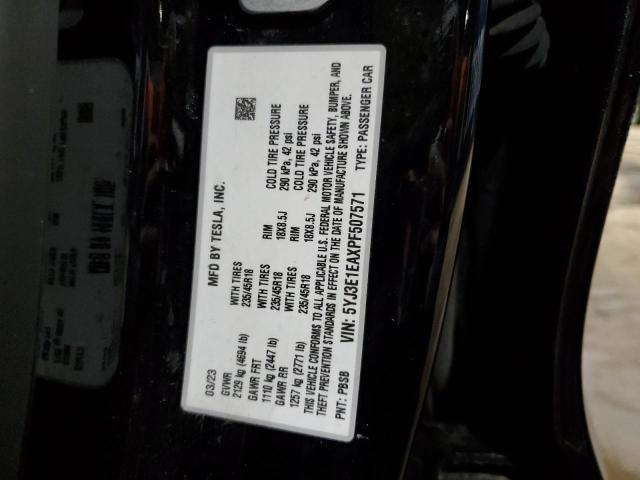 MFD BY TESLA, INC.
03/23
GVWR
2129 kg (4694 lb)
WITH TIRES
235/45R18
RIM
18X8.5J
COLD TIRE PRESSURE
290 kPa, 42 psi
GAWR FRT
1110 kg (2447 lb)
WITH TIRES
235/45R18
RIM
18X8.5J
COLD TIRE PRESSURE
290 kPa, 42 psi
GAWR RR
1257 kg (2771 lb)
WITH TIRES
235/45R18
THIS VEHICLE CONFORMS TO ALL APPLICABLE U.S. FEDERAL MOTOR VEHICLE SAFETY, BUMPER, AND
THEFT PREVENTION STANDARDS IN EFFECT ON THE DATE OF MANUFACTURE SHOWN ABOVE.
VIN: 5YJ3E1EAXPF507571
PNT: PBSB
TYPE: PASSENGER CAR